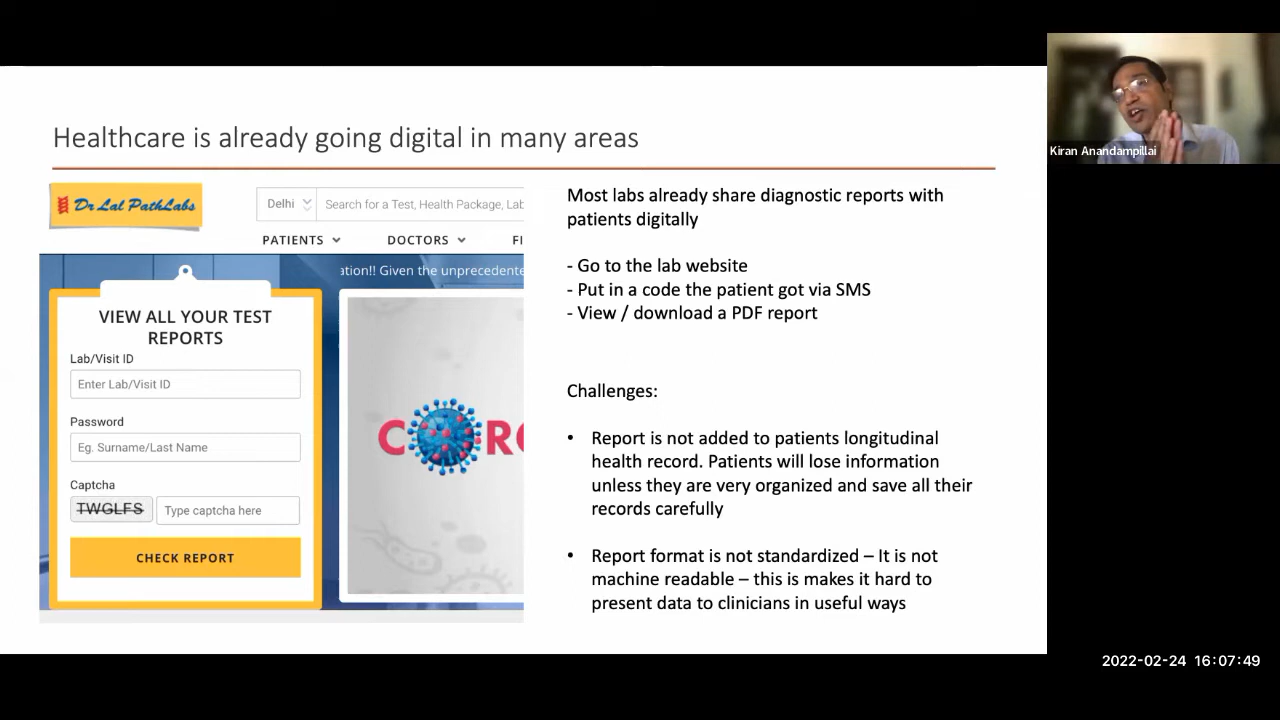 Healthcare is already going digital in many areas
Dr Lal PathLabs
Delhi
Search for a Test, Health Package, Lab
PATIENTS
DOCTORS
FI
ation!! Given the unprecedente
VIEW ALL YOUR TEST
REPORTS
Lab/Visit ID
Enter Lab/Visit ID
Password
Eg. Surname/Last Name
Captcha
TWGLFS
Type captcha here
CHECK REPORT
C RO
Most labs already share diagnostic reports with
patients digitally
- Go to the lab website
- Put in a code the patient got via SMS
- View / download a PDF report
Challenges:
• Report is not added to patients longitudinal
health record. Patients will lose information
unless they are very organized and save all their
records carefully
• Report format is not standardized – It is not
machine readable – this is makes it hard to
present data to clinicians in useful ways
Kiran Anandampillai
2022-02-24 16:07:49